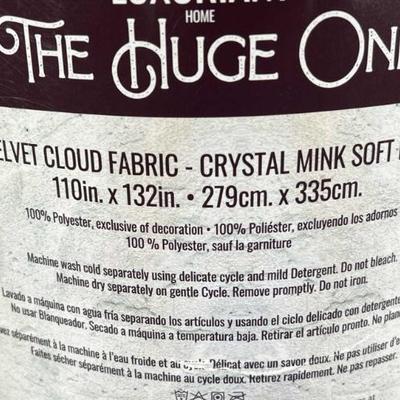 HOME
THE HUGE ON
ELVET CLOUD FABRIC - CRYSTAL MINK SOFT
110in. x 132in. • 279cm. x 335cm.
100% Polyester, exclusive of decoration • 100% Poliéster, excluyendo los adornos
100 % Polyester, sauf la garniture
Machine wash cold separately using delicate cycle and mild Detergent. Do not bleach.
Machine dry separately on gentle Cycle. Remove promptly. Do not iron.
Lavado a máquina con agua fría separando los artículos y usando el ciclo delicado con detergente
No usar Blanqueador. Secado a máquina a temperatura baja. Retirar el artículo pronto. No planc
vez séparément à la machine à l'eau froide et au cycle Délicat avec un savon doux. Ne pas utiliser d'e
Faites sécher séparément à la machine au cycle doux. Retirez rapidement. Ne pas repasser.